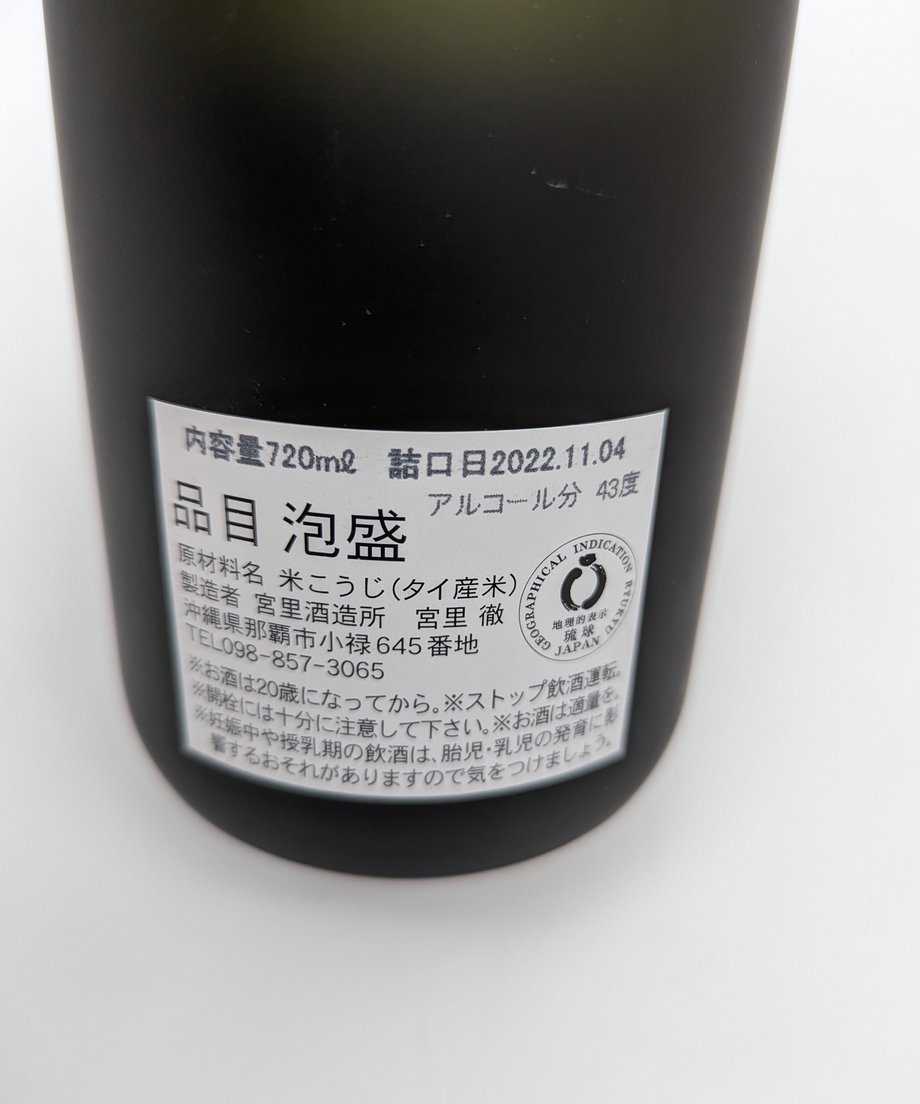 内容量720mℓ 詰口日2022.11.04
アルコール分 43度
品目 泡盛
原材料名 米こうじ(タイ産米)
製造者 宮里酒造所 宮里 徹
沖縄県那覇市小禄645番地
TEL098-857-3065
GEOGRAPHICAL INDICATION RYUKYU
地理的表示
琉球
JAPAN
※お酒は20歳になってから。※ストップ飲酒運転。
※開栓には十分に注意して下さい。※お酒は適量を。
※妊娠中や授乳期の飲酒は、胎児・乳児の発育に影
響するおそれがありますので気をつけましょう。